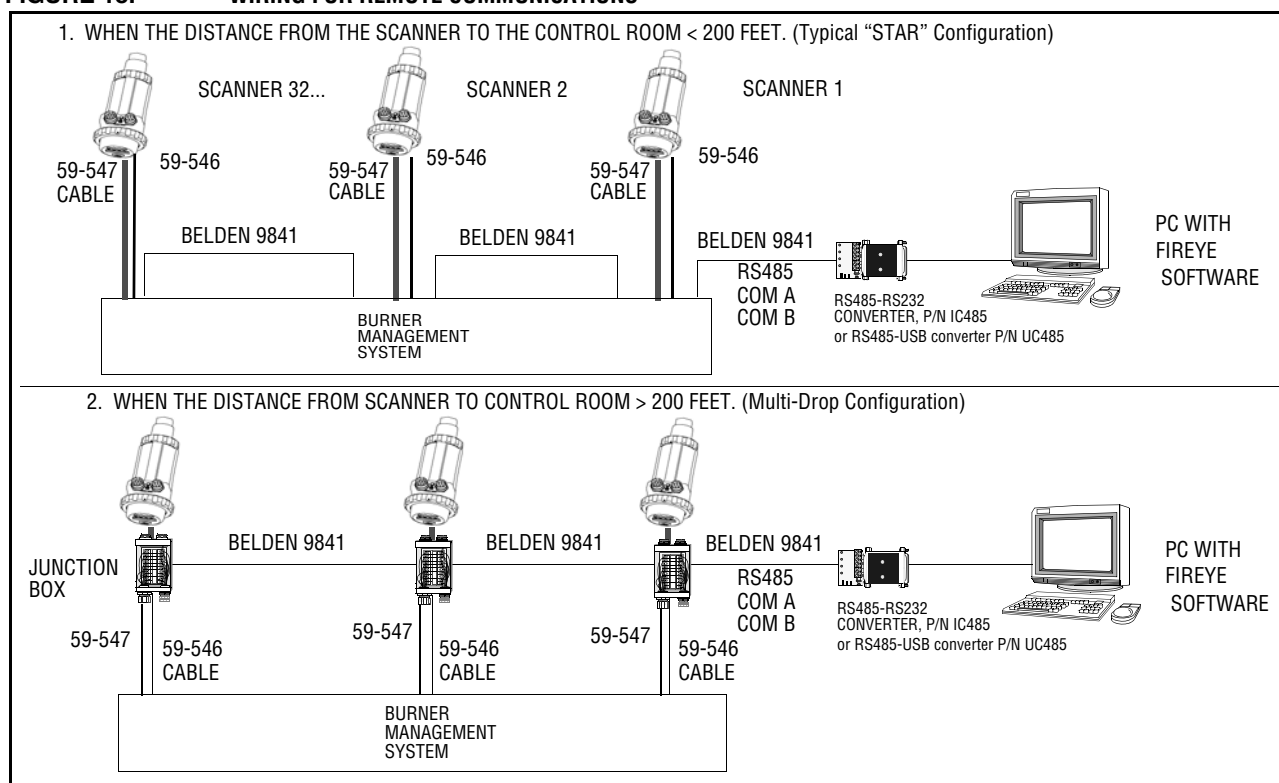 FIGURE 13. WIRING FOR REMOTE COMMUNICATIONS
1. WHEN THE DISTANCE FROM THE SCANNER TO THE CONTROL ROOM < 200 FEET. (Typical “STAR” Configuration)
SCANNER 32...
SCANNER 2
SCANNER 1
59-547
CABLE
59-546
59-547
CABLE
59-546
59-547
CABLE
59-546
BELDEN 9841
BELDEN 9841
BELDEN 9841
RS485
COM A
COM B
RS485-RS232
CONVERTER, P/N IC485
or RS485-USB converter P/N UC485
PC WITH
FIREYE
SOFTWARE
BURNER
MANAGEMENT
SYSTEM
2. WHEN THE DISTANCE FROM SCANNER TO CONTROL ROOM > 200 FEET. (Multi-Drop Configuration)
JUNCTION
BOX
BELDEN 9841
BELDEN 9841
BELDEN 9841
RS485
COM A
COM B
RS485-RS232
CONVERTER, P/N IC485
or RS485-USB converter P/N UC485
PC WITH
FIREYE
SOFTWARE
59-547
59-546
CABLE
59-547
59-546
CABLE
59-547
59-546
CABLE
BURNER
MANAGEMENT
SYSTEM